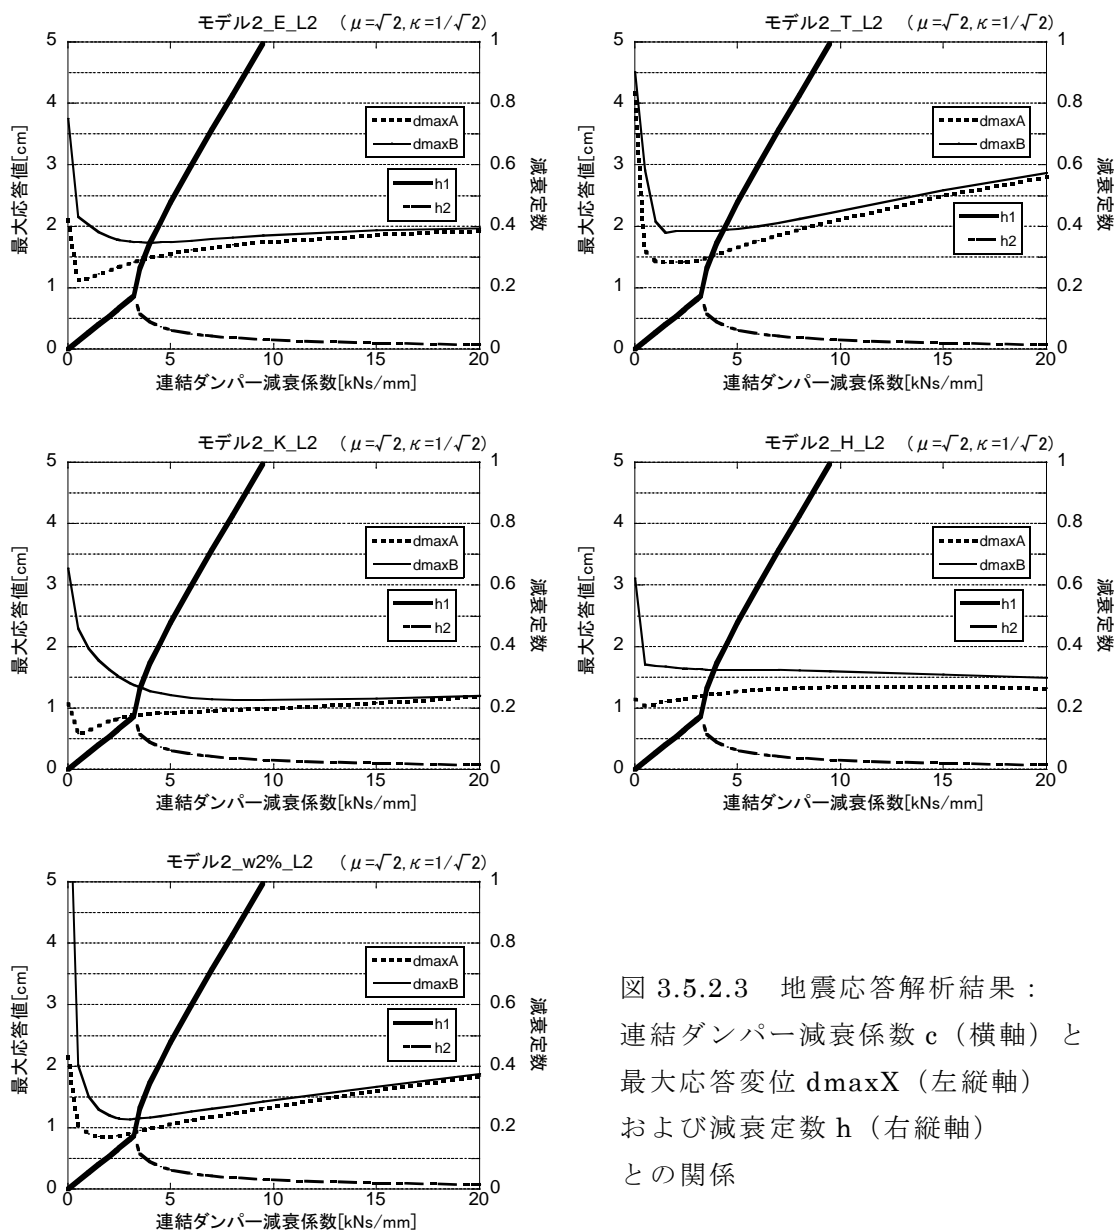 モデル2_E_L2 (μ=√2, κ=1/√2)
5
4
3
2
1
0
1
0.8
0.6
0.4
0.2
0
0 5 10 15 20
最大応答値[cm]
減衰定数
dmaxA
dmaxB
h1
h2
連結ダンパー減衰係数[kNs/mm]
モデル2_T_L2 (μ=√2, κ=1/√2)
5
4
3
2
1
0
1
0.8
0.6
0.4
0.2
0
0 5 10 15 20
最大応答値[cm]
減衰定数
dmaxA
dmaxB
h1
h2
連結ダンパー減衰係数[kNs/mm]
モデル2_K_L2 (μ=√2, κ=1/√2)
5
4
3
2
1
0
1
0.8
0.6
0.4
0.2
0
0 5 10 15 20
最大応答値[cm]
減衰定数
dmaxA
dmaxB
h1
h2
連結ダンパー減衰係数[kNs/mm]
モデル2_H_L2 (μ=√2, κ=1/√2)
5
4
3
2
1
0
1
0.8
0.6
0.4
0.2
0
0 5 10 15 20
最大応答値[cm]
減衰定数
dmaxA
dmaxB
h1
h2
連結ダンパー減衰係数[kNs/mm]
モデル2_w2%_L2 (μ=√2, κ=1/√2)
5
4
3
2
1
0
1
0.8
0.6
0.4
0.2
0
0 5 10 15 20
最大応答値[cm]
減衰定数
dmaxA
dmaxB
h1
h2
連結ダンパー減衰係数[kNs/mm]
図 3.5.2.3 地震応答解析結果：
連結ダンパー減衰係数 c（横軸）と
最大応答変位 dmaxX（左縦軸）
および減衰定数 h（右縦軸）
との関係